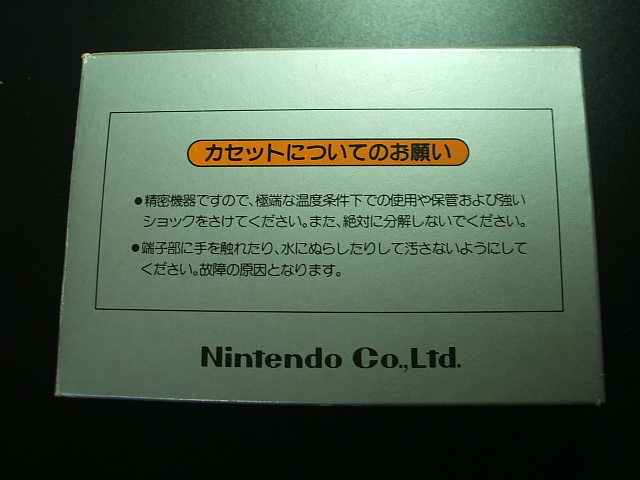 カセットについてのお願い
●精密機器ですので、極端な温度条件下での使用や保管および強い
ショックをさけてください。また、絶対に分解しないでください。
●端子部に手を触れたり、水にぬらしたりして汚さないようにして
ください。故障の原因となります。
Nintendo Co.,Ltd.